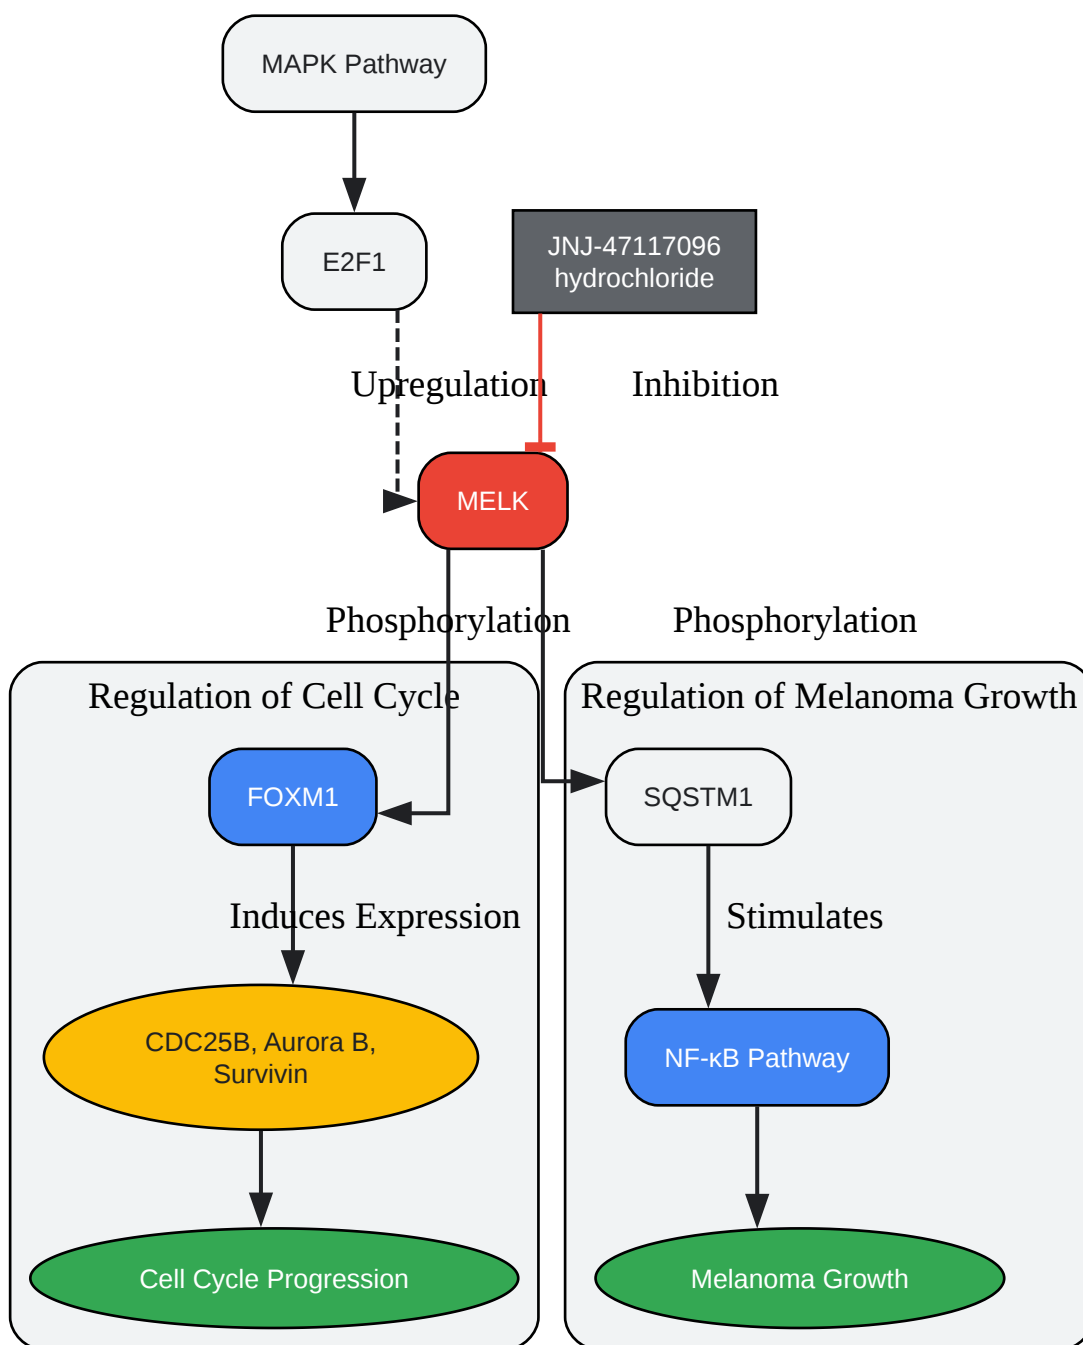 MAPK Pathway
E2F1
JNJ-47117096
hydrochloride
Upregulation
Inhibition
MELK
Phosphorylation
Phosphorylation
Regulation of Cell Cycle
Regulation of Melanoma Growth
FOXM1
SQSTM1
Induces Expression
Stimulates
CDC25B, Aurora B,
Survivin
NF-κB Pathway
Cell Cycle Progression
Melanoma Growth